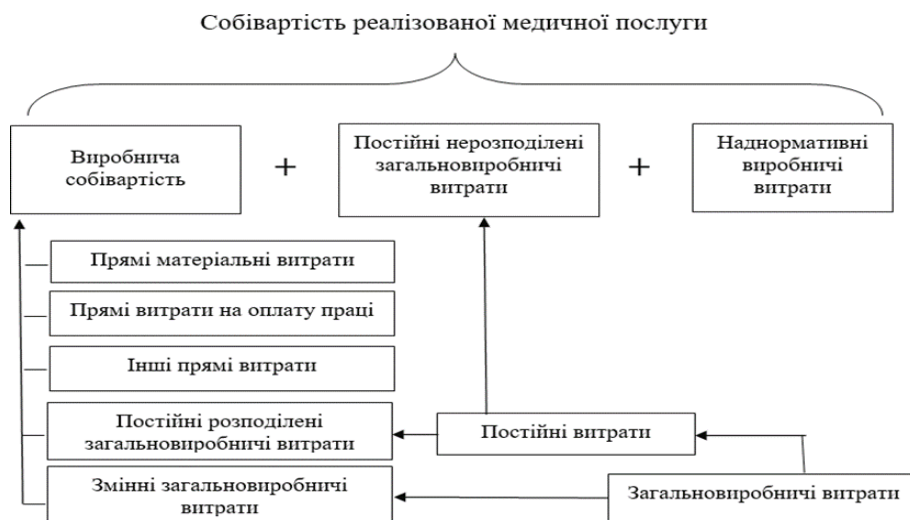 Собівартість реалізованої медичної послуги
Виробнича
собівартість
+
Постійні нерозподілені
загальновиробничі
витрати
+
Наднормативні
виробничі
витрати
Прямі матеріальні витрати
Прямі витрати на оплату праці
Інші прямі витрати
Постійні розподілені
загальновиробничі витрати
Постійні витрати
Змінні загальновиробничі
витрати
Загальновиробничі витрати